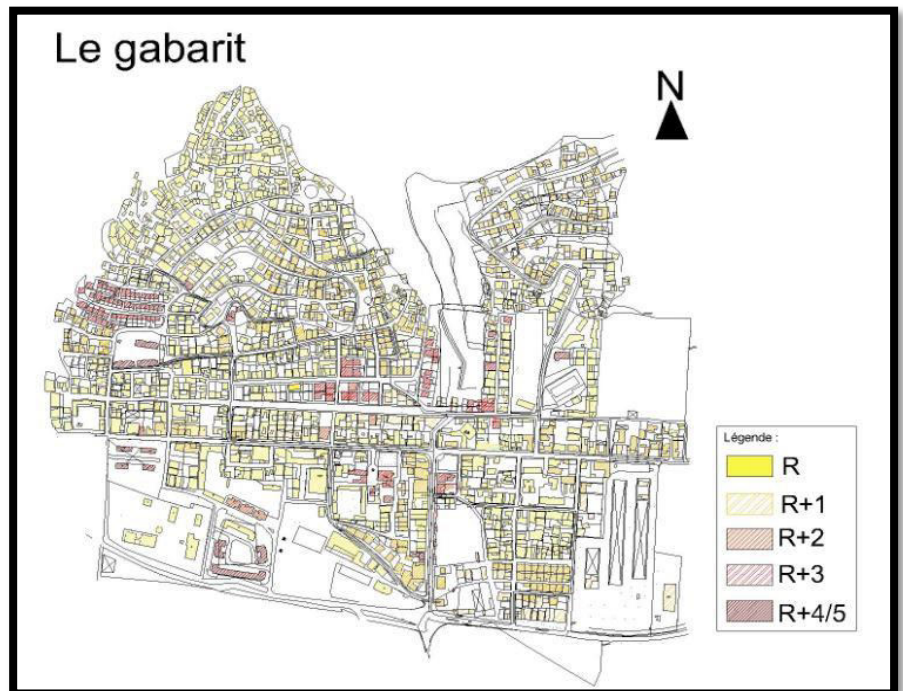 Le gabarit
N
Légende :
R
R+1
R+2
R+3
R+4/5